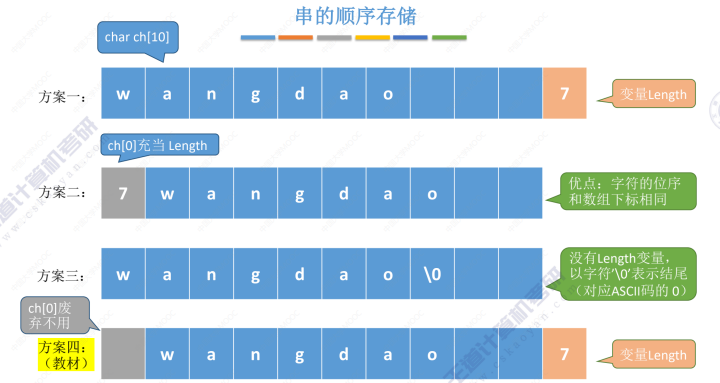 串的顺序存储
char ch[10]
方案一：
w a n g d a o 7
变量Length
ch[0]充当 Length
方案二：
7 w a n g d a o
优点：字符的位序
和数组下标相同
方案三：
w a n g d a o \0
没有Length变量，
以字符‘\0’表示结尾
（对应ASCII码的 0）
ch[0]废
弃不用
方案四：
（教材）
w a n g d a o 7
变量Length